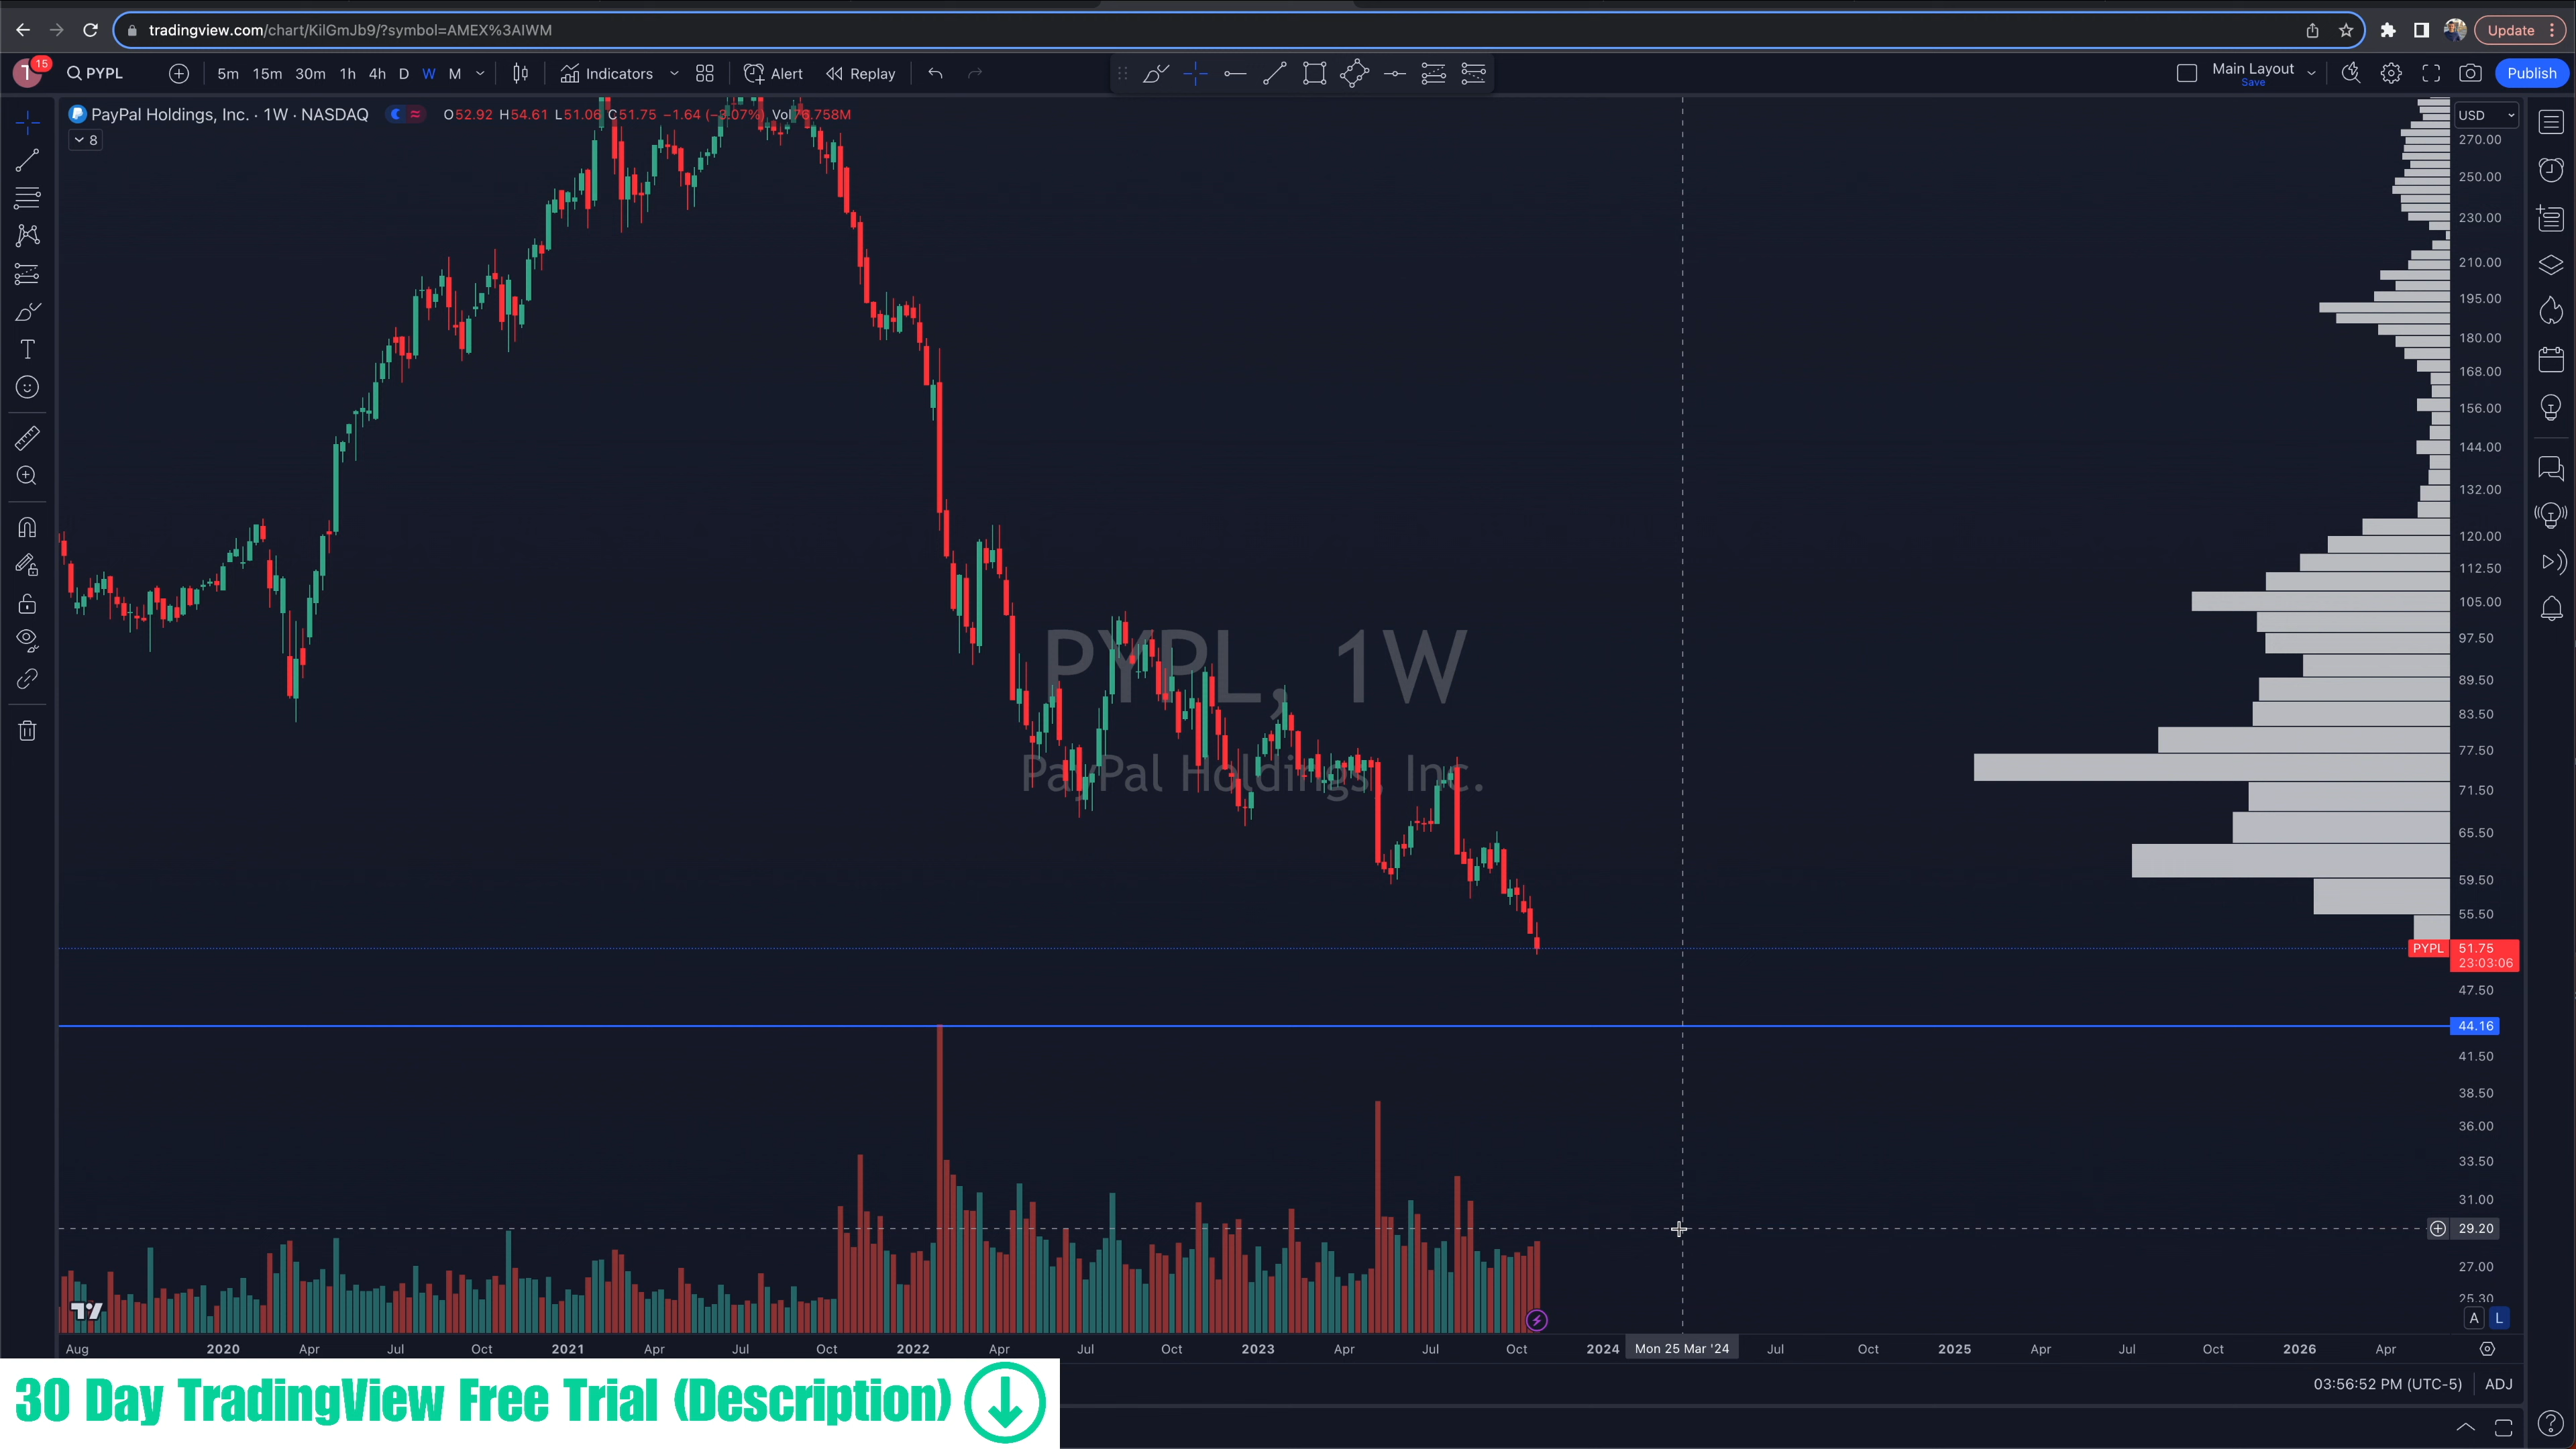 tradingview.com/chart/KilGmJb9/?symbol=AMEX%3AIWM
Update
15
T PYPL 5m 15m 30m 1h 4h D W M Indicators Alert Replay Main Layout Publish
Save
PayPal Holdings, Inc. · 1W · NASDAQ O52.92 H54.61 L51.06 C51.75 −1.64 (−3.07%) Vol
8
USD
270.00
250.00
230.00
210.00
195.00
180.00
168.00
156.00
144.00
132.00
120.00
112.50
105.00
97.50
89.50
83.50
77.50
71.50
65.50
59.50
55.50
PYPL 51.75
23:03:06
47.50
44.16
41.50
38.50
36.00
33.50
31.00
29.20
27.00
25.30
A L
PYPL, 1W
PayPal Holdings, Inc.
Aug 2020 Apr Jul Oct 2021 Apr Jul Oct 2022 Apr Jul Oct 2023 Apr Jul Oct 2024 Mon 25 Mar '24 Jul Oct 2025 Apr Jul Oct 2026 Apr
03:56:52 PM (UTC-5) ADJ
30 Day TradingView Free Trial (Description)